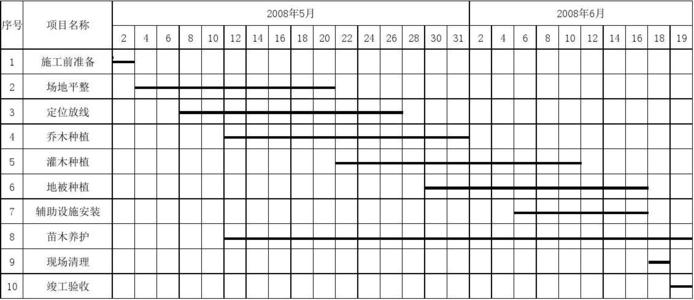 序号 项目名称 2008年5月 2008年6月
2 4 6 8 10 12 14 16 18 20 22 24 26 28 30 31 2 4 6 8 10 12 14 16 18 19
1 施工前准备
2 场地平整
3 定位放线
4 乔木种植
5 灌木种植
6 地被种植
7 辅助设施安装
8 苗木养护
9 现场清理
10 竣工验收